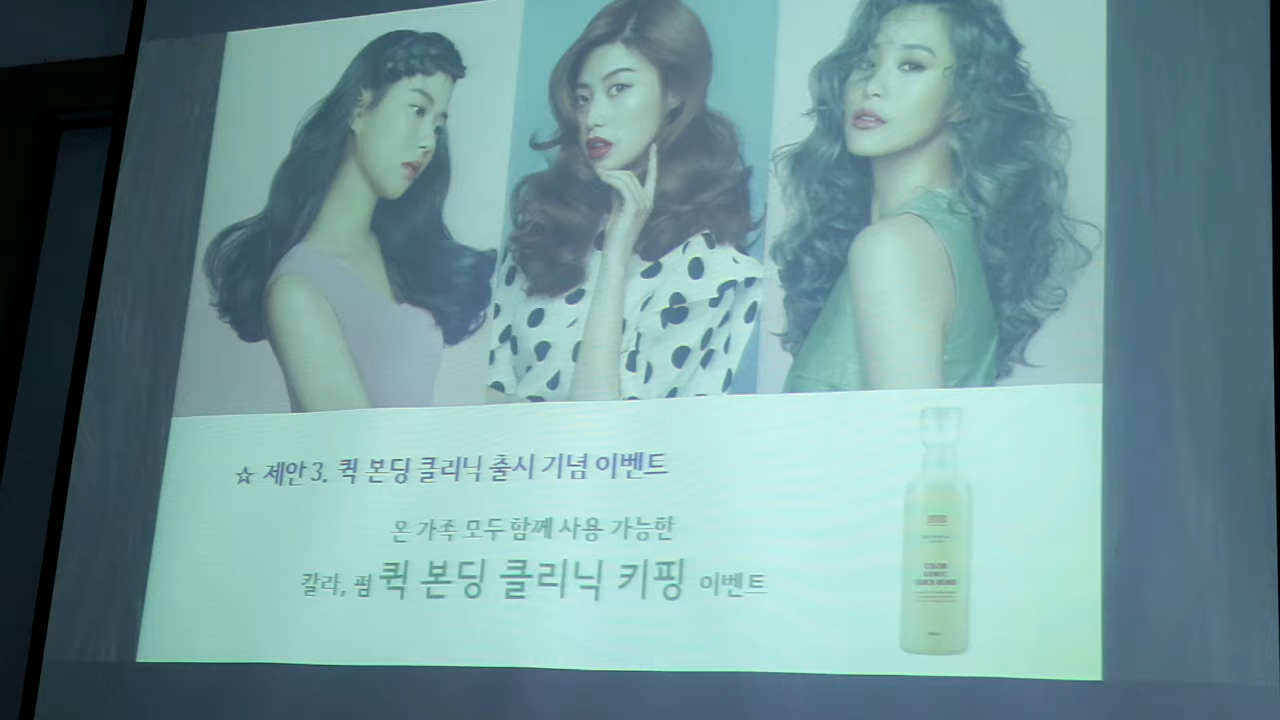 ☆ 제안 3. 퀵 본딩 클리닉 출시 기념 이벤트
온 가족 모두 함께 사용 가능한
칼라, 펌 퀵 본딩 클리닉 키핑 이벤트
COLOR
GENIC
QUICK BOND